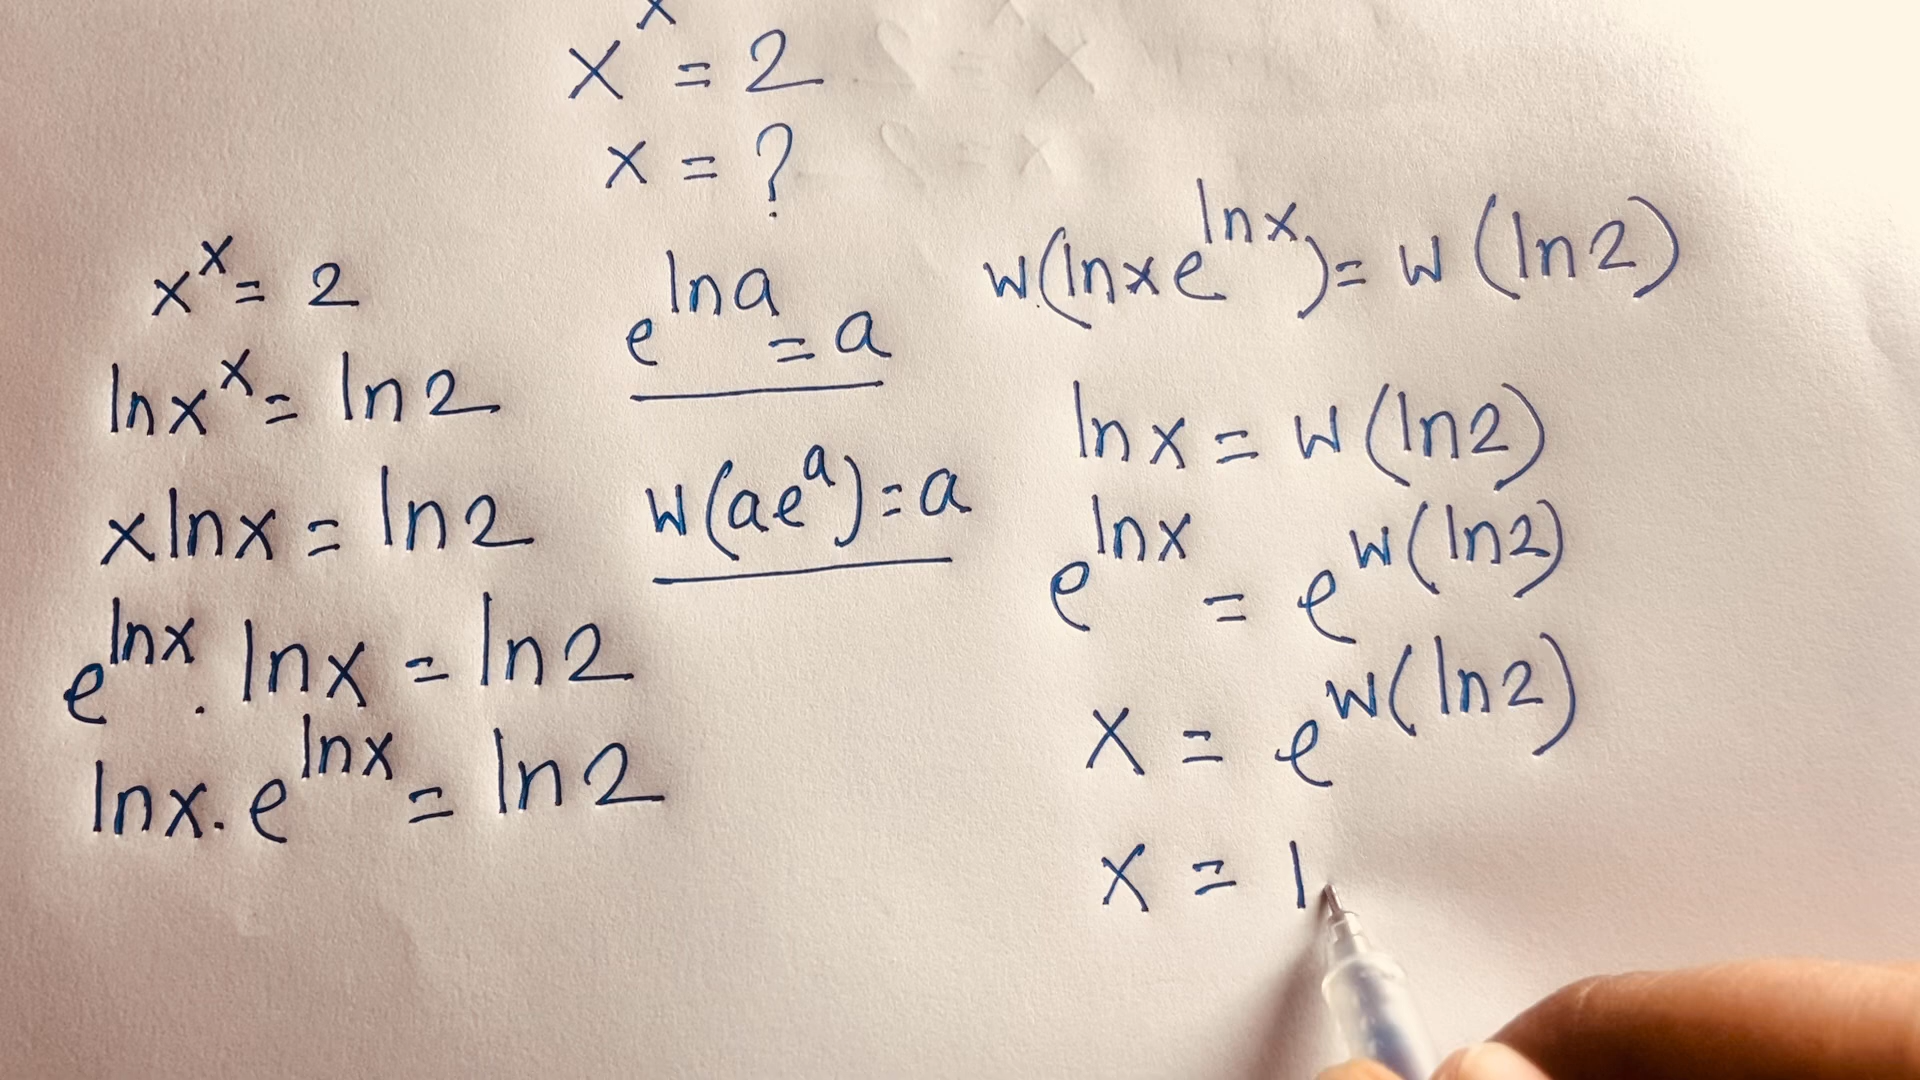 x^x = 2
x = ?
x^x = 2
ln x^x = ln 2
x ln x = ln 2
e^(ln x) . ln x = ln 2
ln x . e^(ln x) = ln 2
e^(ln a) = a
W(ae^a) = a
W(ln x e^(ln x)) = W(ln 2)
ln x = W(ln 2)
e^(ln x) = e^(W(ln 2))
x = e^(W(ln 2))
x = 1